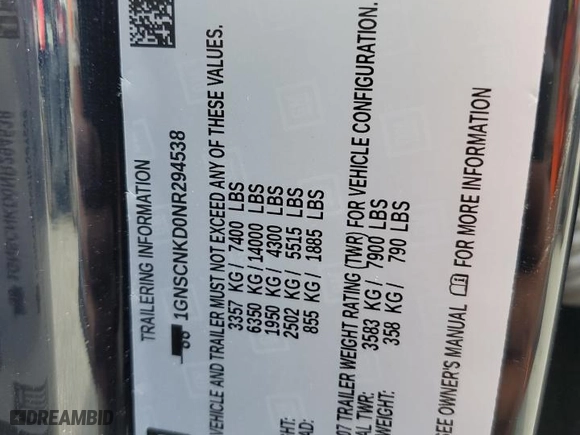 TRAILERING INFORMATION
1GNSCNKD0NR294538
VEHICLE AND TRAILER MUST NOT EXCEED ANY OF THESE VALUES.
3357 KG / 7400 LBS
6350 KG / 14000 LBS
1950 KG / 4300 LBS
2502 KG / 5515 LBS
855 KG / 1885 LBS
TRAILER WEIGHT RATING (TWR) FOR VEHICLE CONFIGURATION.
TWR: 3583 KG / 7900 LBS
358 KG / 790 LBS
SEE OWNER'S MANUAL FOR MORE INFORMATION
DREAMBID